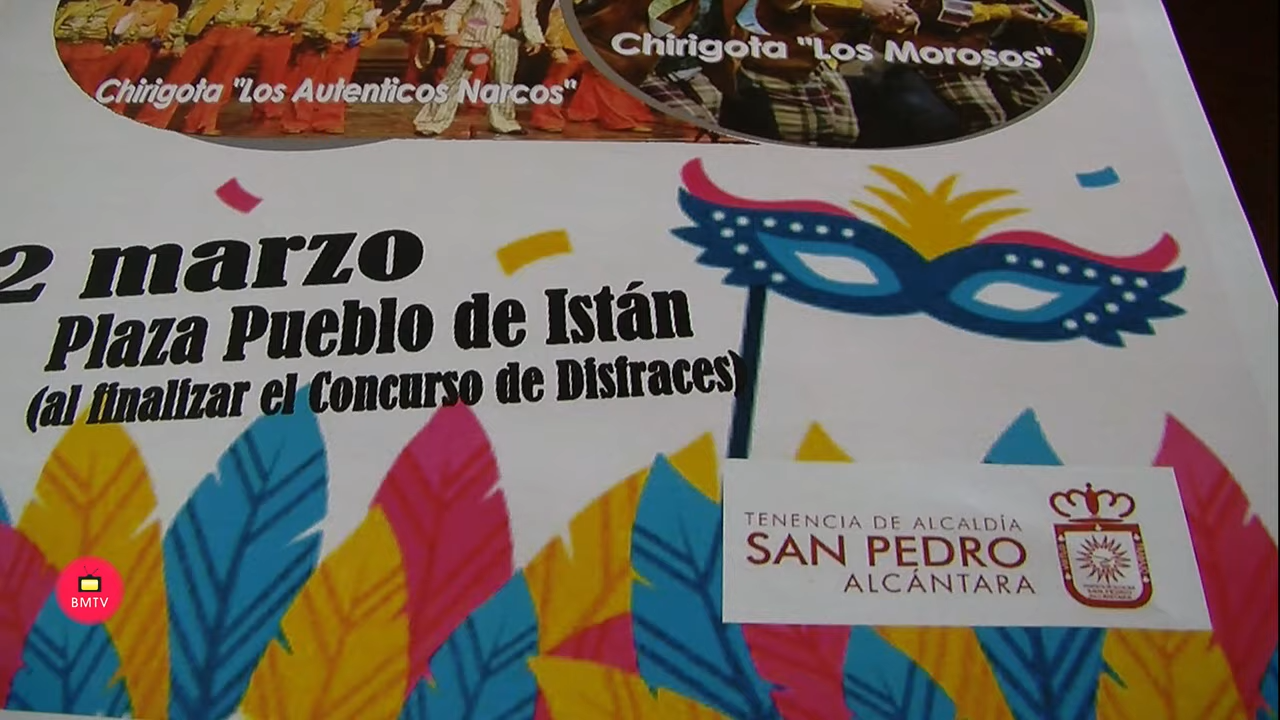 Chirigota "Los Morosos"
Chirigota "Los Autenticos Narcos"
2 marzo
Plaza Pueblo de Istán
(al finalizar el Concurso de Disfraces)
TENENCIA DE ALCALDÍA
SAN PEDRO
ALCÁNTARA
BMTV